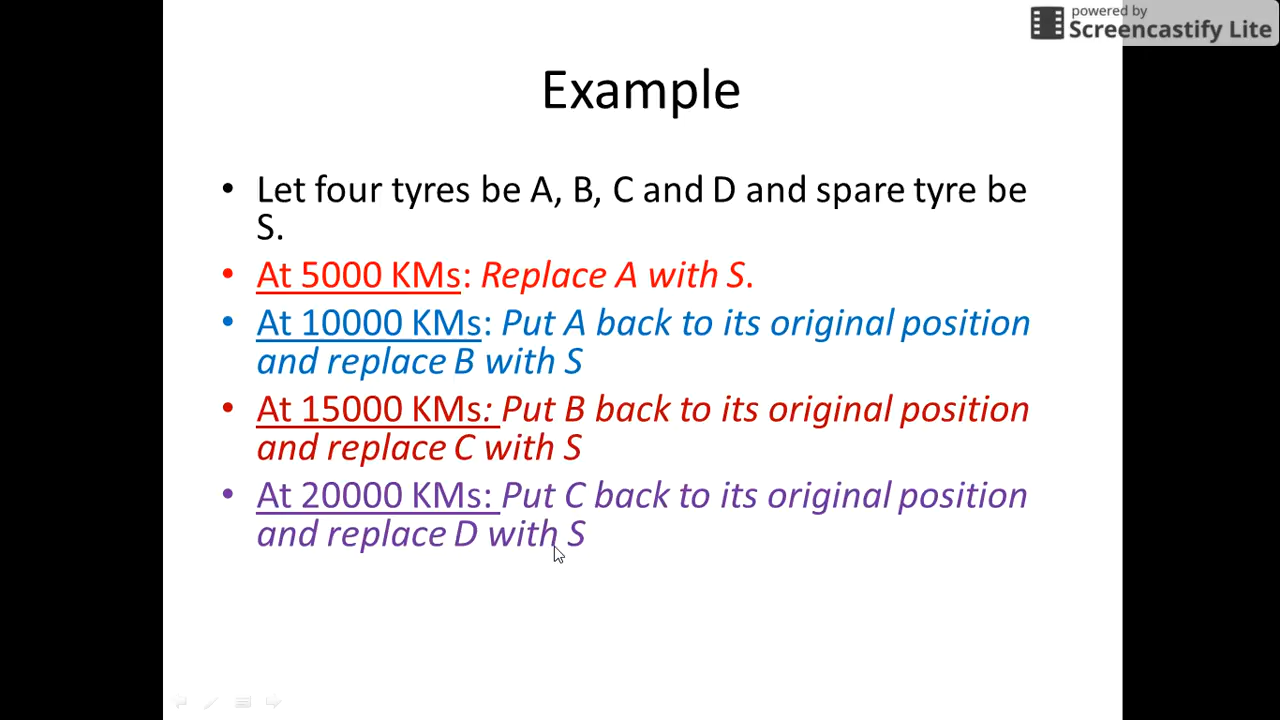 powered by
Screencastify Lite
Example
• Let four tyres be A, B, C and D and spare tyre be
S.
• At 5000 KMs: Replace A with S.
• At 10000 KMs: Put A back to its original position
and replace B with S
• At 15000 KMs: Put B back to its original position
and replace C with S
• At 20000 KMs: Put C back to its original position
and replace D with S